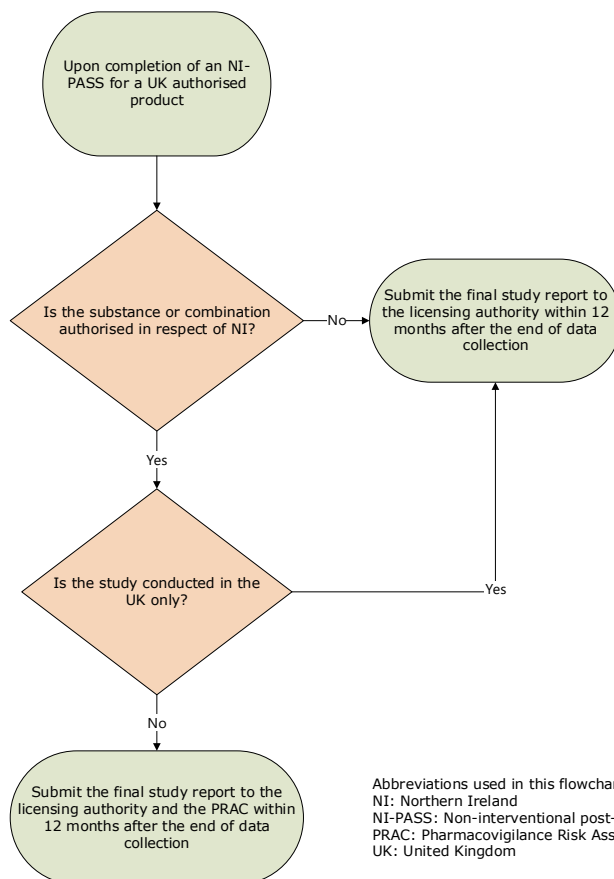 Upon completion of an NI-
PASS for a UK authorised
product
Is the substance or combination
authorised in respect of NI?
No
Submit the final study report to
the licensing authority within 12
months after the end of data
collection
Yes
Is the study conducted in the
UK only?
Yes
No
Submit the final study report to the
licensing authority and the PRAC within
12 months after the end of data
collection
Abbreviations used in this
NI: Northern Ireland
NI-PASS: Non-interventional
PRAC: Pharmacovigilance Risk
UK: United Kingdom